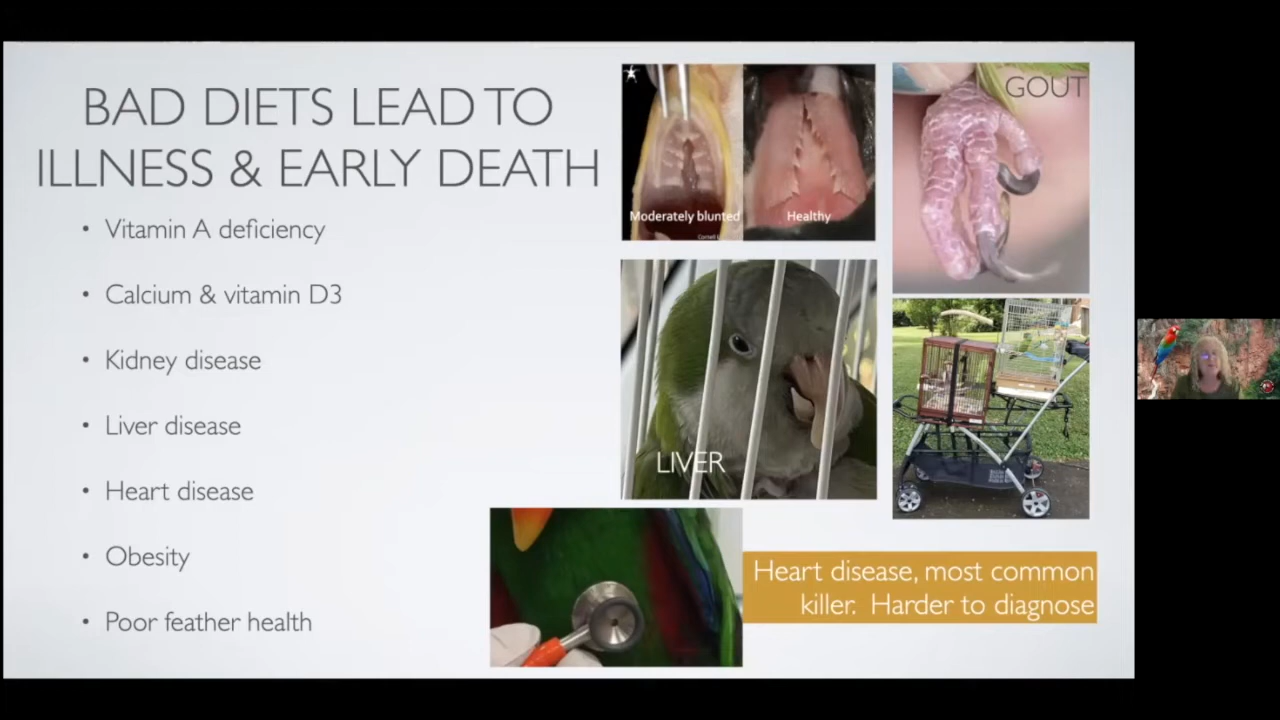 BAD DIETS LEAD TO
ILLNESS & EARLY DEATH
• Vitamin A deficiency
• Calcium & vitamin D3
• Kidney disease
• Liver disease
• Heart disease
• Obesity
• Poor feather health
Moderately blunted
Healthy
GOUT
LIVER
Heart disease, most common
killer. Harder to diagnose